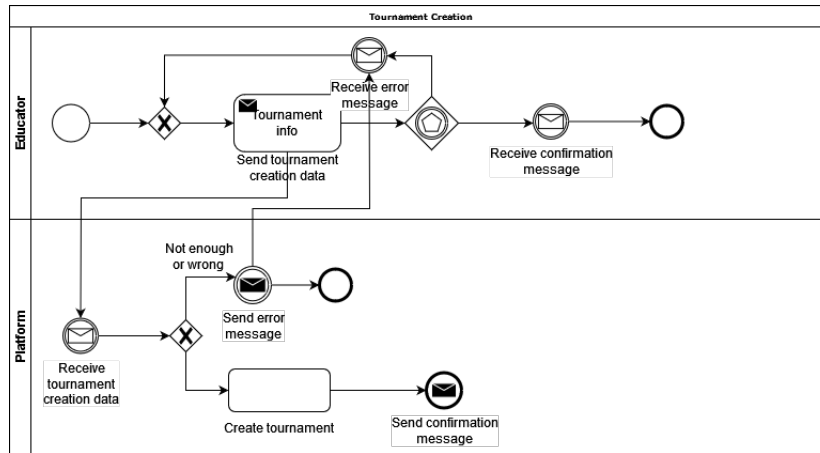 Tournament Creation
Educator
Receive error
message
Tournament
info
Send tournament
creation data
Receive confirmation
message
Platform
Not enough
or wrong
Send error
message
Receive
tournament
creation data
Create tournament
Send confirmation
message